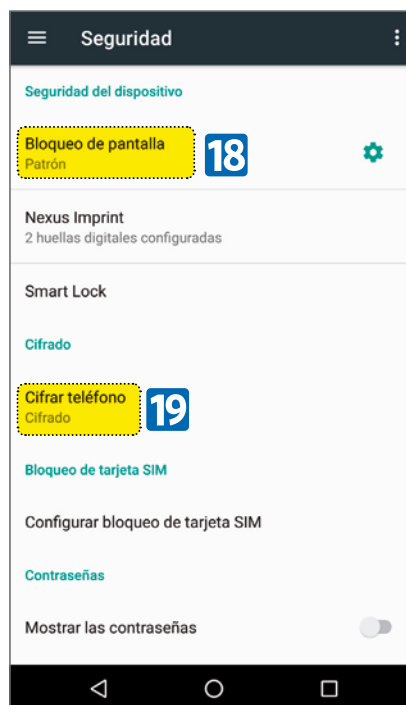 Seguridad
Seguridad del dispositivo
Bloqueo de pantalla
Patrón
18
Nexus Imprint
2 huellas digitales configuradas
Smart Lock
Cifrado
Cifrar teléfono
Cifrado
19
Bloqueo de tarjeta SIM
Configurar bloqueo de tarjeta SIM
Contraseñas
Mostrar las contraseñas